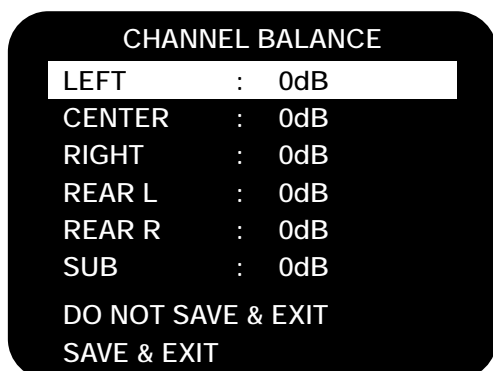 CHANNEL BALANCE
LEFT : 0dB
CENTER : 0dB
RIGHT : 0dB
REAR L : 0dB
REAR R : 0dB
SUB : 0dB
DO NOT SAVE & EXIT
SAVE & EXIT